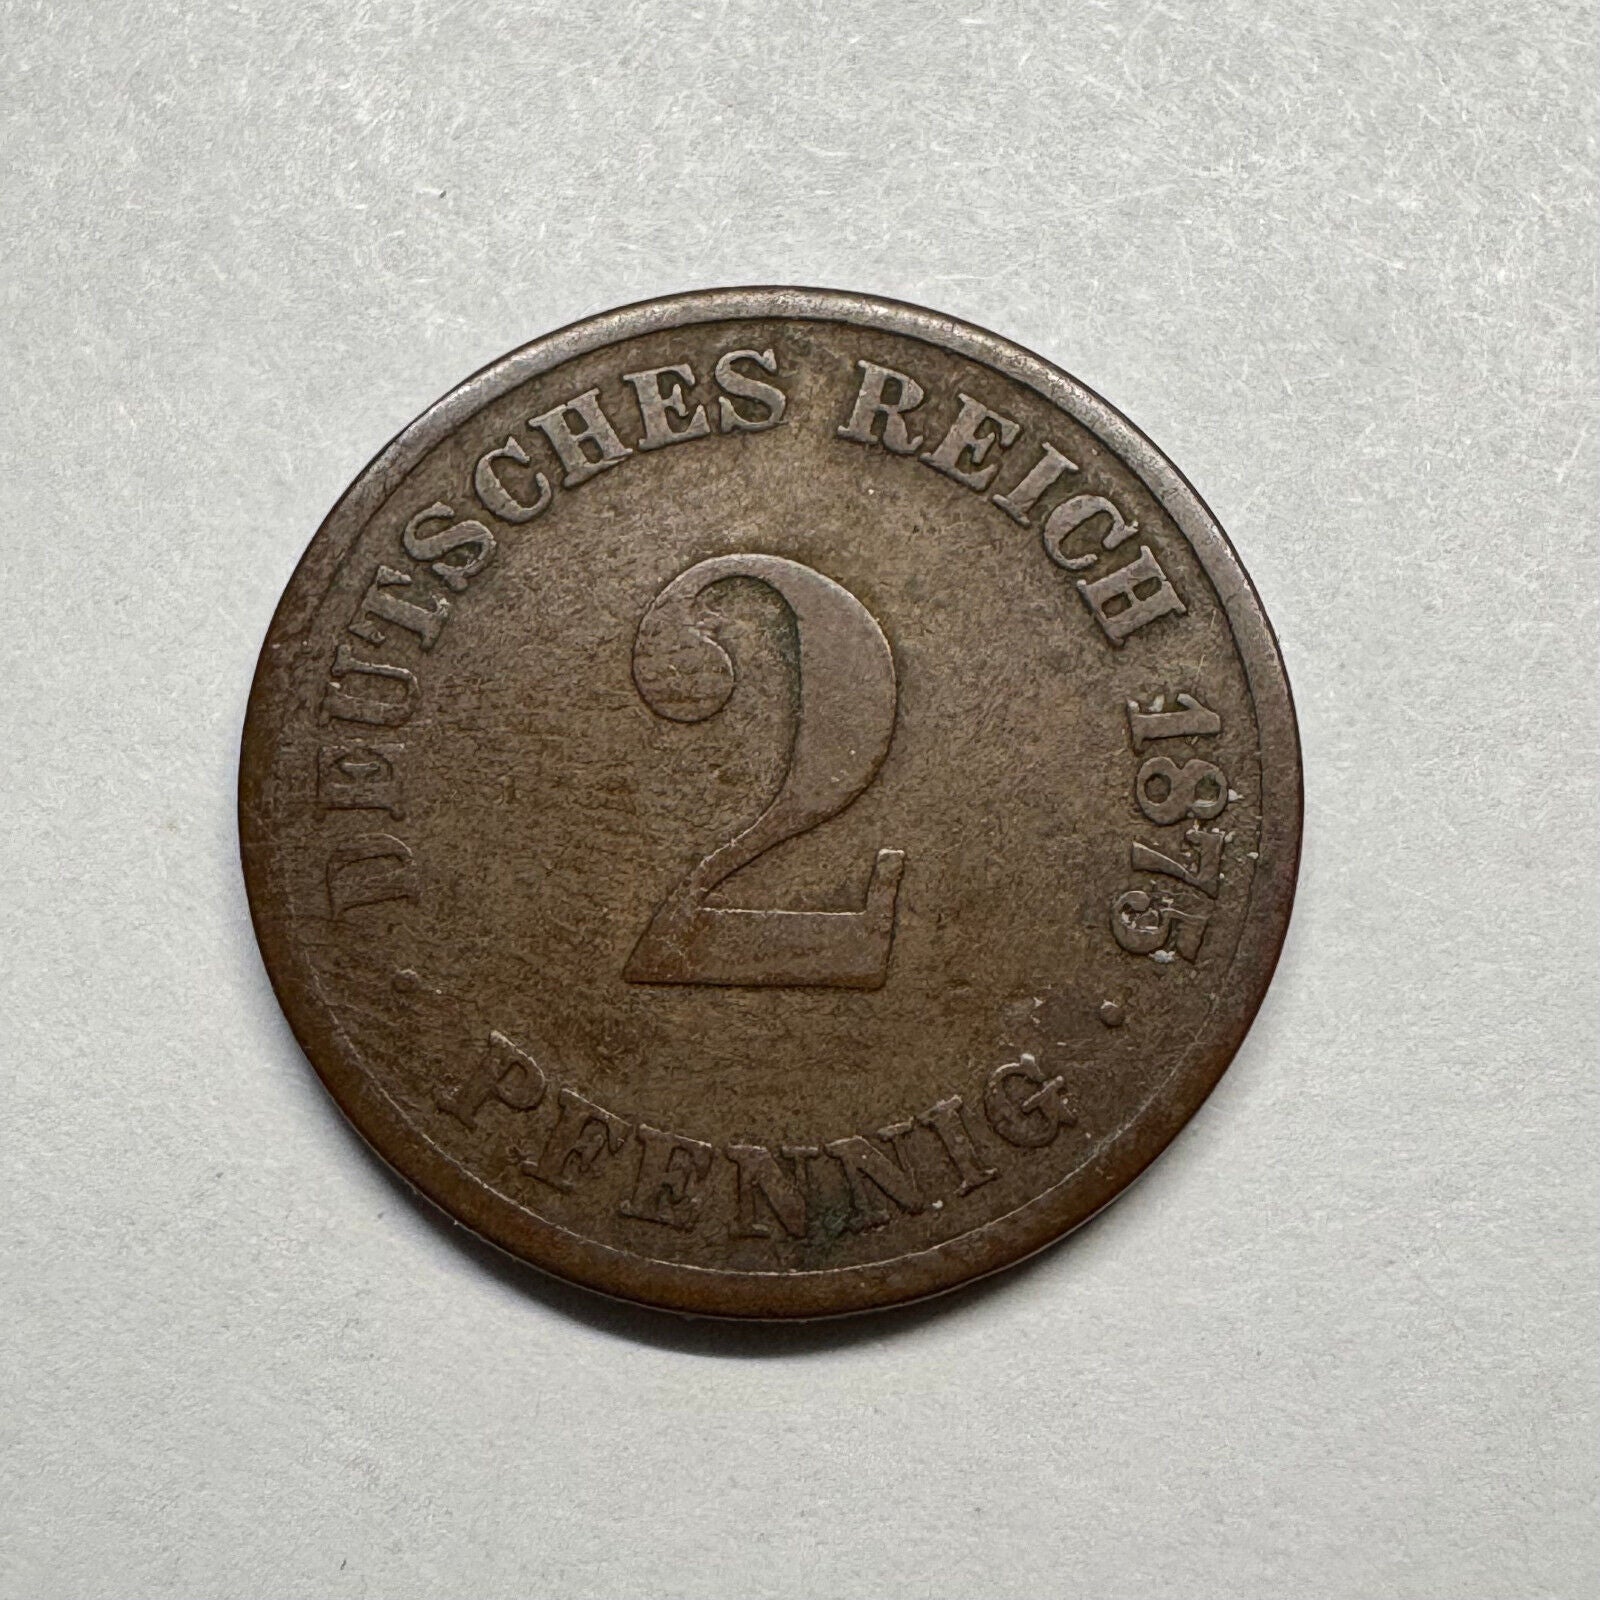 DEUTSCHES REICH 1875
2
PFENNIG